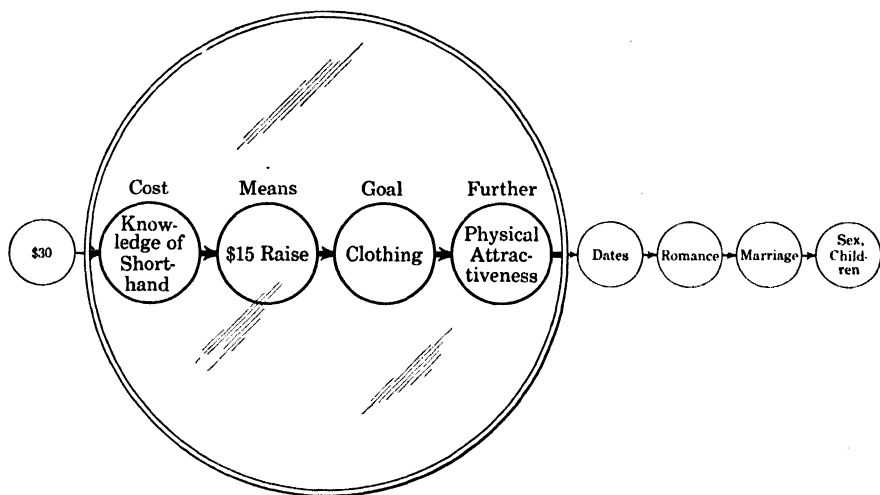 Cost
Means
Goal
Further
$30
Know-
ledge of
Short-
hand
$15 Raise
Clothing
Physical
Attrac-
tiveness
Dates
Romance
Marriage
Sex,
Child-
ren